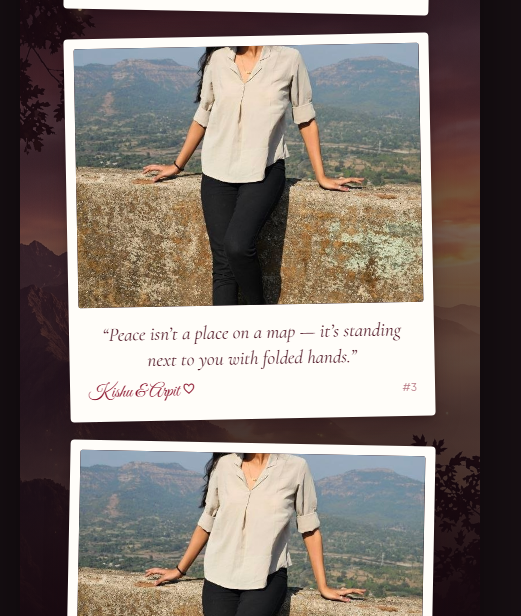 “Peace isn’t a place on a map — it’s standing
next to you with folded hands.”
Kishu & Arpit ♡
#3